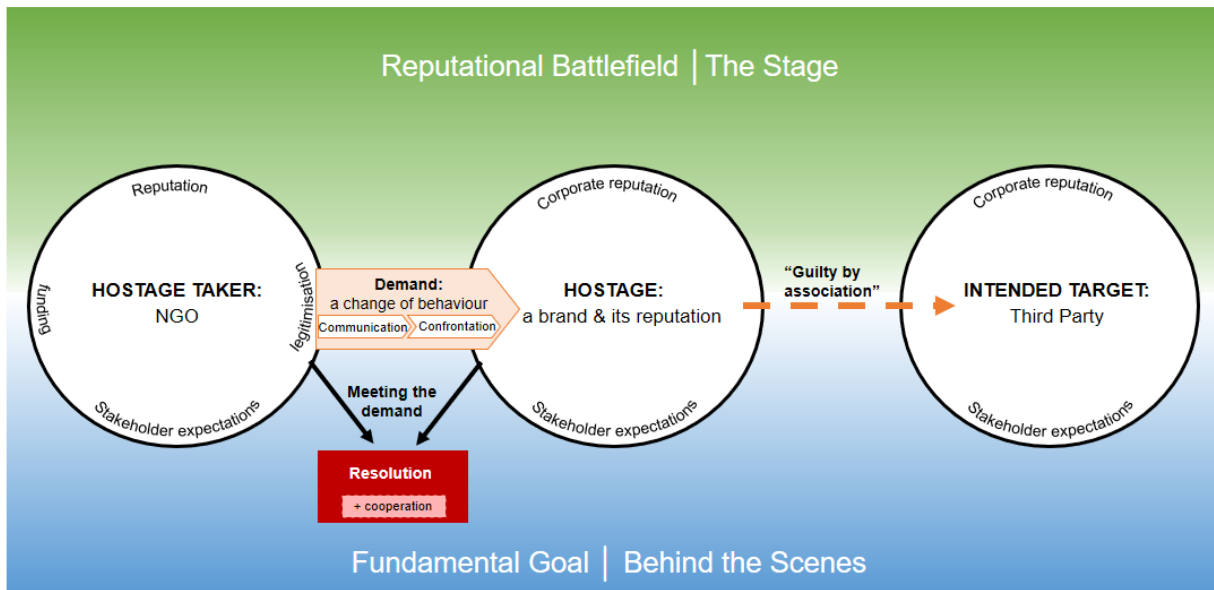 Reputational Battlefield | The Stage
Reputation
funding
HOSTAGE TAKER:
NGO
legitimisation
Stakeholder expectations
Demand:
a change of behaviour
Communication
Confrontation
Meeting the
demand
Resolution
+ cooperation
Corporate reputation
HOSTAGE:
a brand & its reputation
Stakeholder expectations
“Guilty by
association”
Corporate reputation
INTENDED TARGET:
Third Party
Stakeholder expectations
Fundamental Goal | Behind the Scenes